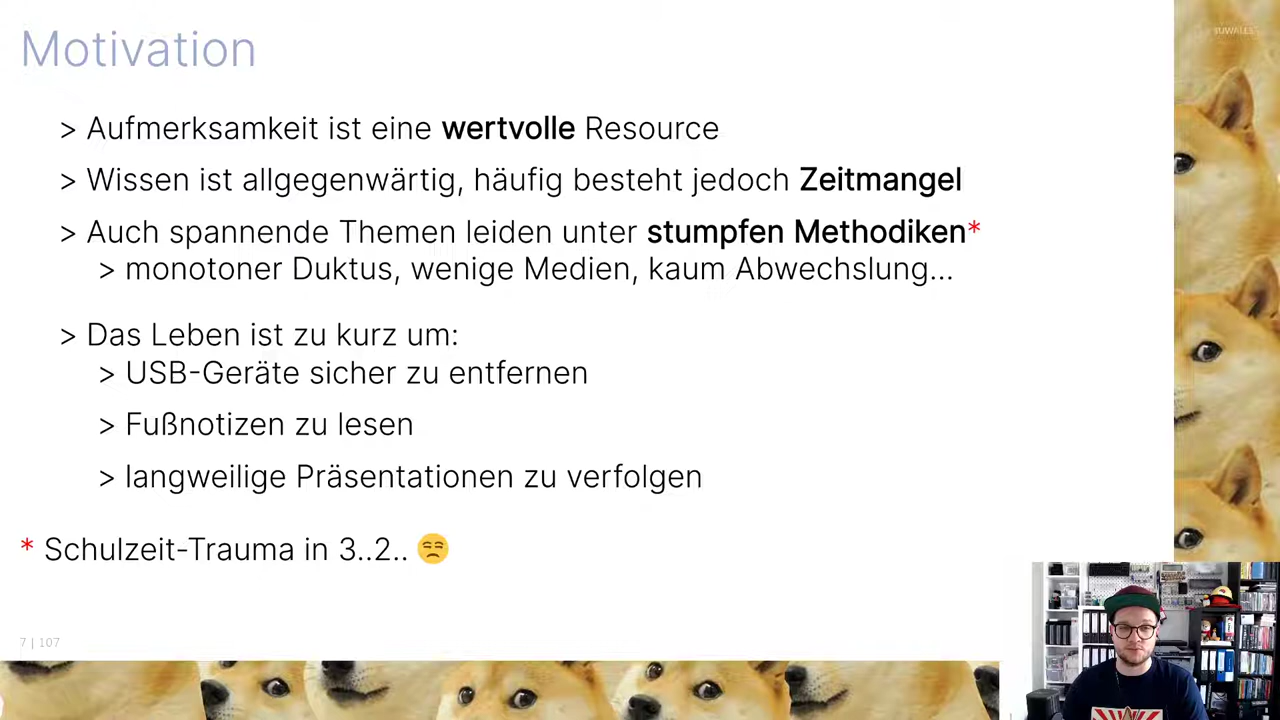 Motivation
> Aufmerksamkeit ist eine wertvolle Resource
> Wissen ist allgegenwärtig, häufig besteht jedoch Zeitmangel
> Auch spannende Themen leiden unter stumpfen Methodiken*
> monotoner Duktus, wenige Medien, kaum Abwechslung...
> Das Leben ist zu kurz um:
> USB-Geräte sicher zu entfernen
> Fußnotizen zu lesen
> langweilige Präsentationen zu verfolgen
* Schulzeit-Trauma in 3..2.. 😒
7 | 107